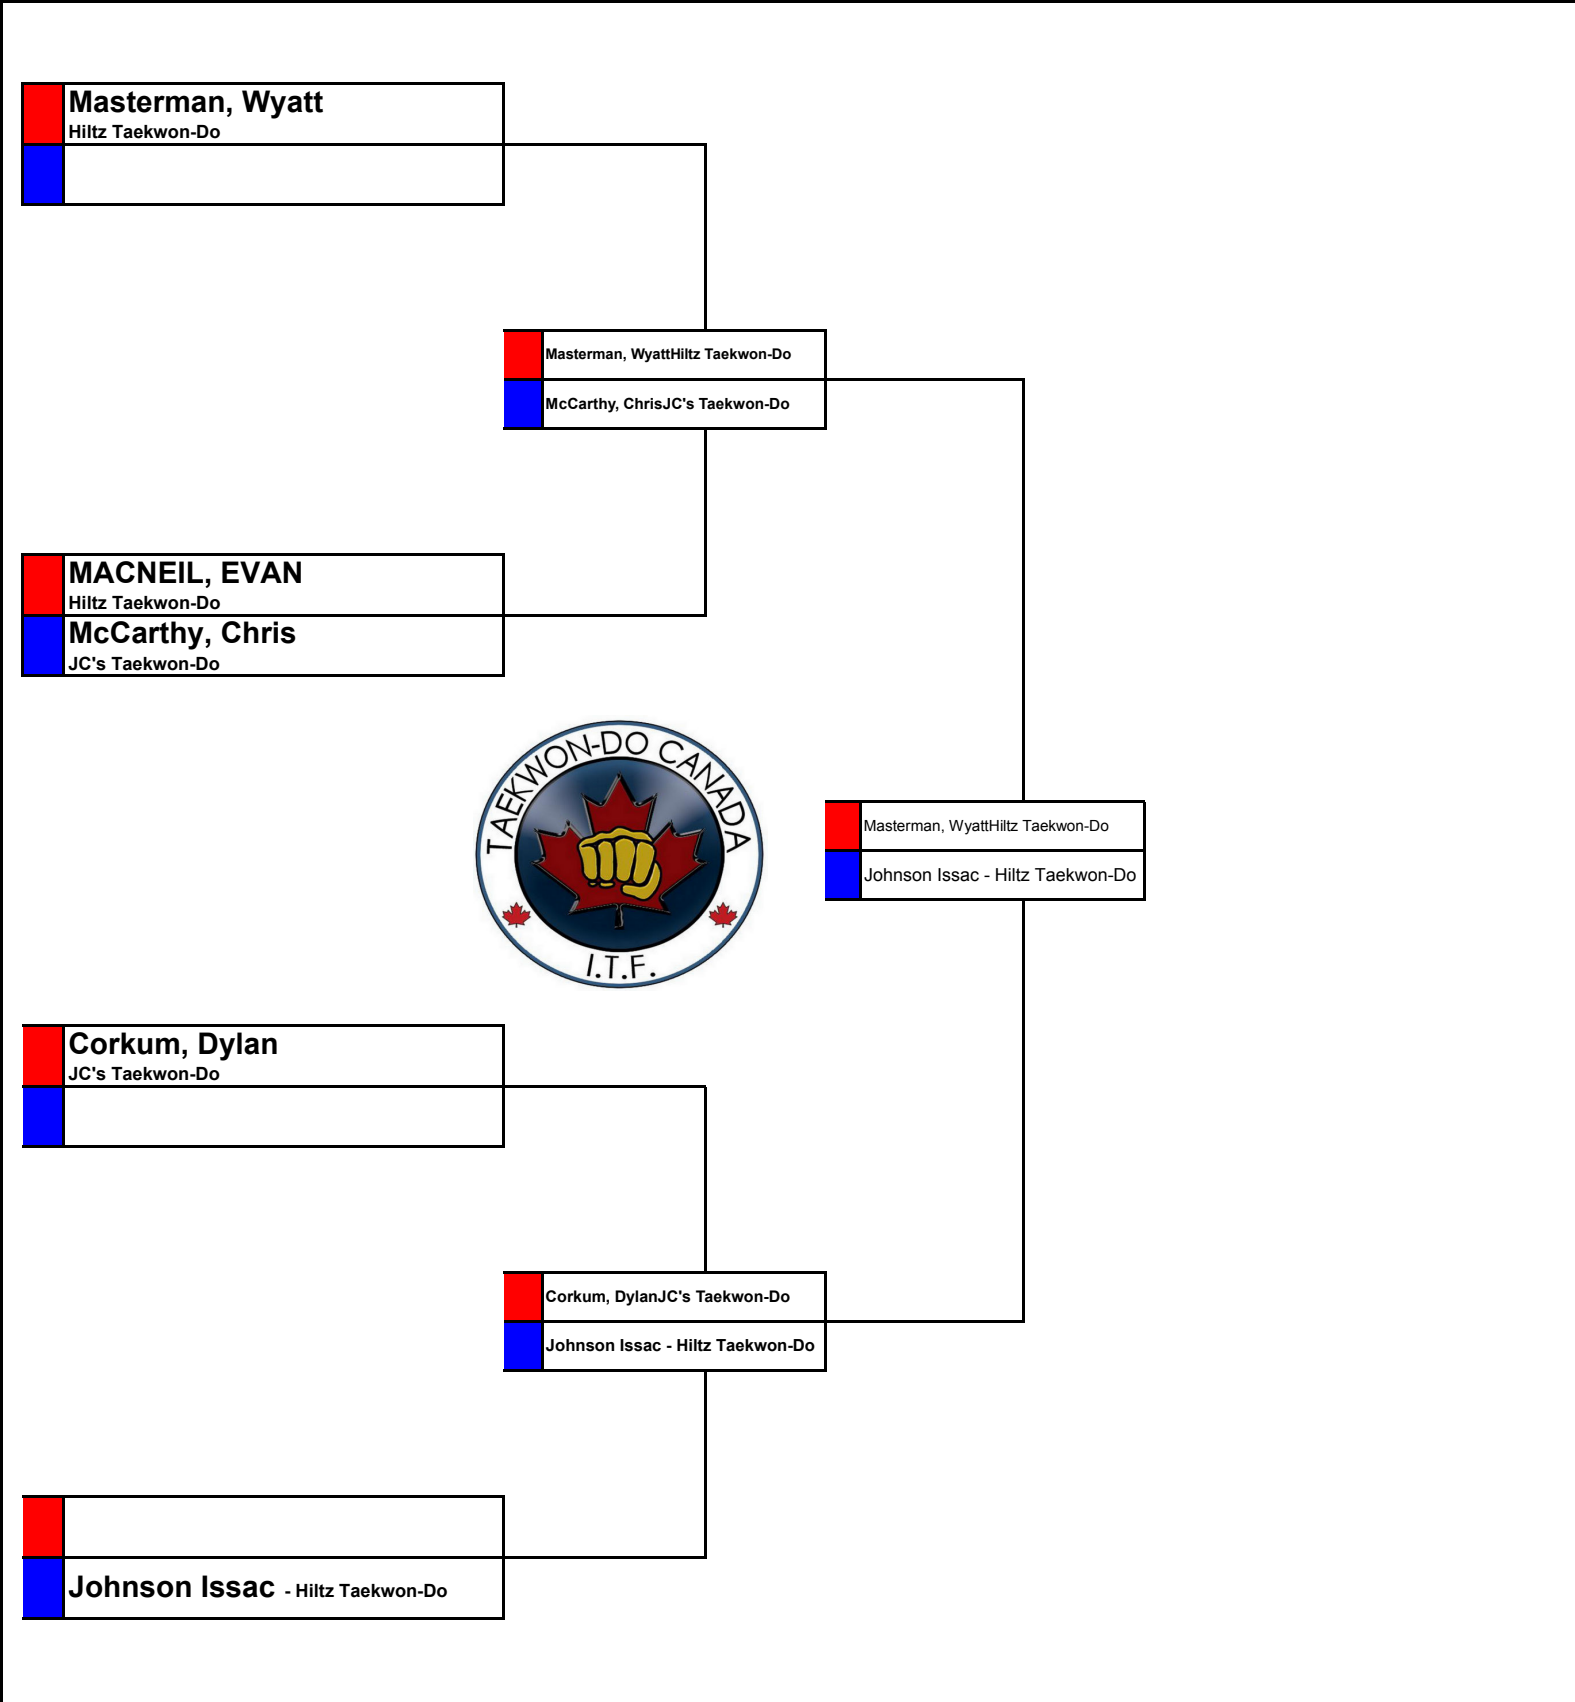 Masterman, Wyatt
Hiltz Taekwon-Do
Masterman, WyattHiltz Taekwon-Do
McCarthy, ChrisJC's Taekwon-Do
MACNEIL, EVAN
Hiltz Taekwon-Do
McCarthy, Chris
JC's Taekwon-Do
TAEKWON-DO CANADA
I.T.F.
Masterman, WyattHiltz Taekwon-Do
Johnson Issac - Hiltz Taekwon-Do
Corkum, Dylan
JC's Taekwon-Do
Corkum, DylanJC's Taekwon-Do
Johnson Issac - Hiltz Taekwon-Do
Johnson Issac - Hiltz Taekwon-Do